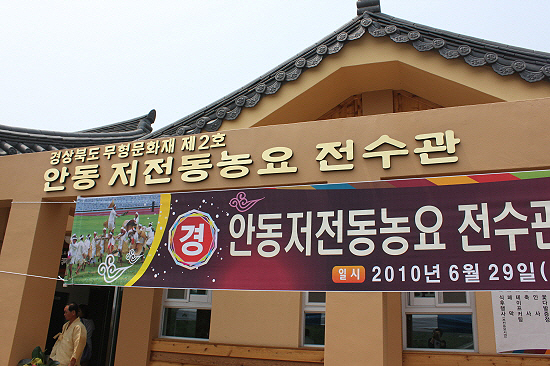 경상북도 무형문화재 제2호
안동 저전동농요 전수관
경 안동저전동농요 전수관
일시 2010년 6월 29일(